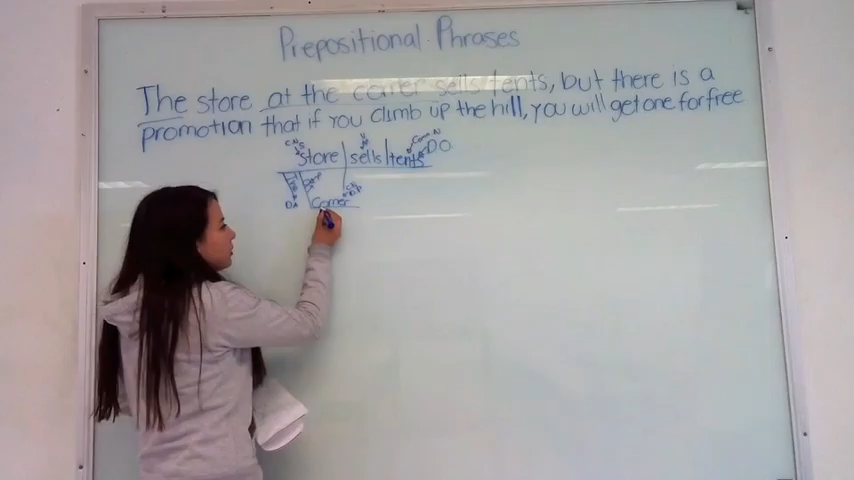 Prepositional Phrases
The store at the corner sells tents, but there is a
promotion that if you climb up the hill, you will get one for free
store sells tents DO
DA Corner